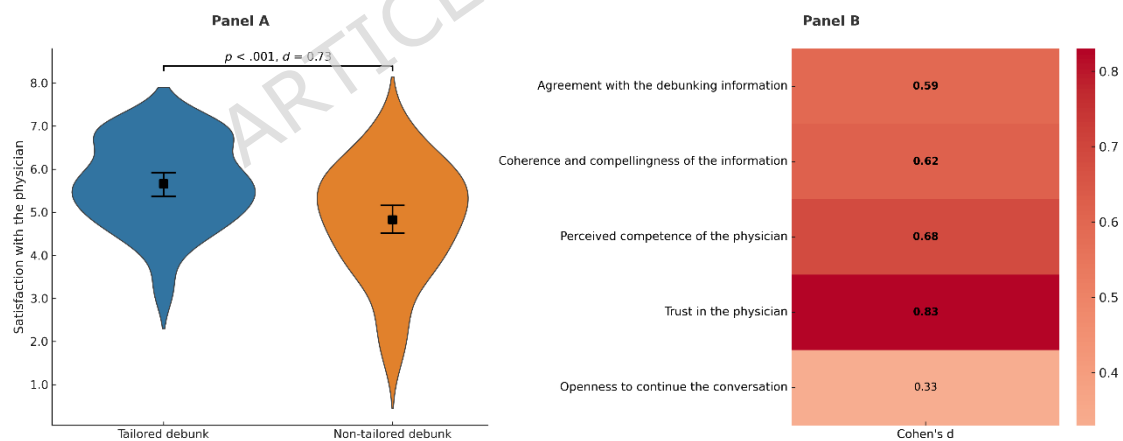 Panel A
p < .001, d = 0.73
8.0
7.0
6.0
5.0
4.0
3.0
2.0
1.0
Satisfaction with the physician
Tailored debunk
Non-tailored debunk
ARTICLE
Panel B
Agreement with the debunking information
0.59
Coherence and compellingness of the information
0.62
Perceived competence of the physician
0.68
Trust in the physician
0.83
Openness to continue the conversation
0.33
Cohen's d
0.8
0.7
0.6
0.5
0.4